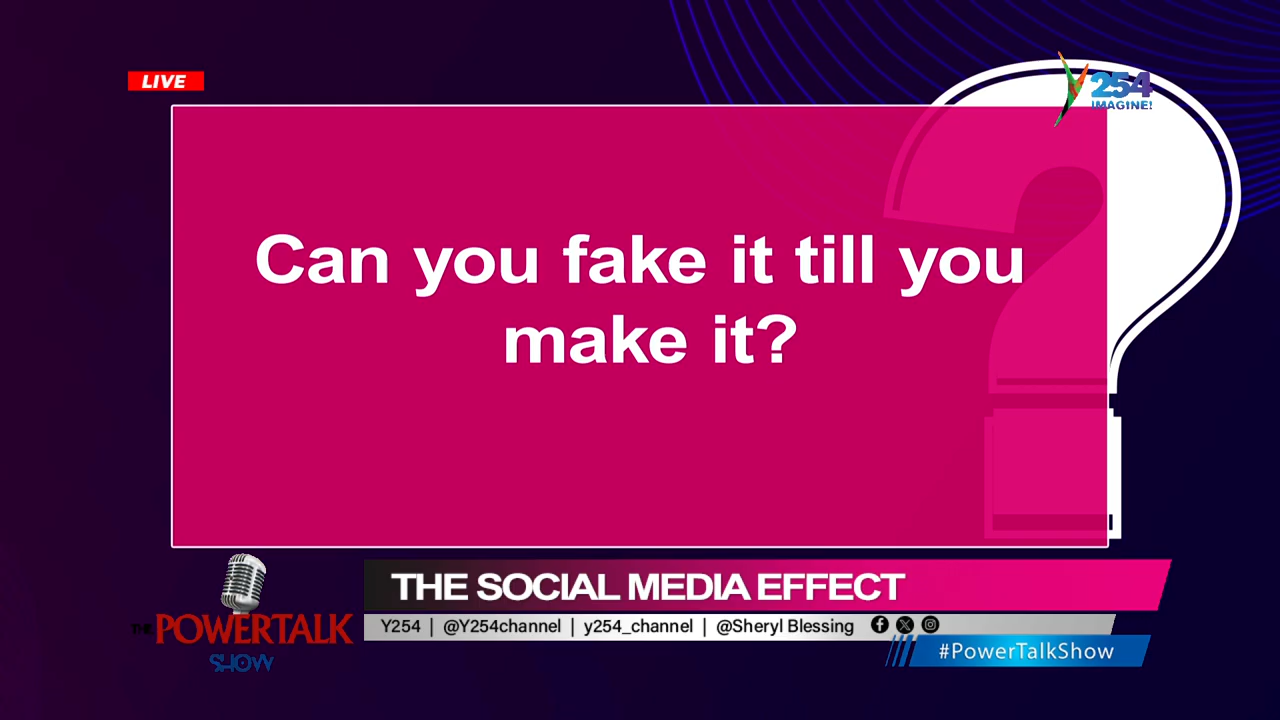 LIVE
Y254
IMAGINE!
Can you fake it till you
make it?
THE SOCIAL MEDIA EFFECT
THE POWERTALK
SHOW
Y254 | @Y254channel | y254_channel | @Sheryl Blessing
#PowerTalkShow